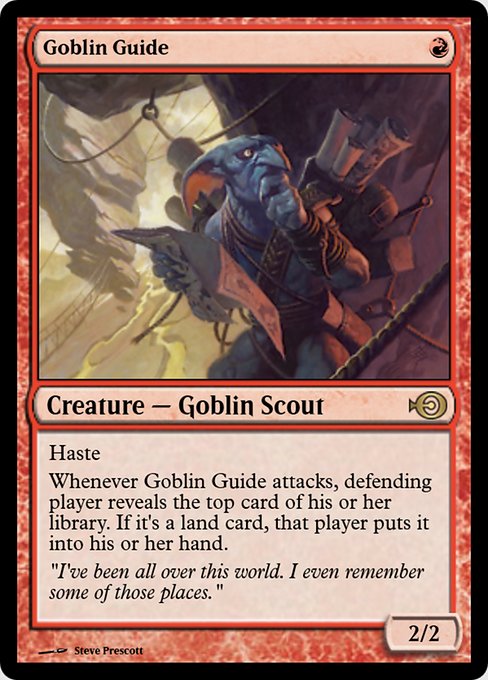 Goblin Guide
Creature — Goblin Scout
Haste
Whenever Goblin Guide attacks, defending
player reveals the top card of his or her
library. If it's a land card, that player puts it
into his or her hand.
"I've been all over this world. I even remember
some of those places."
2/2
Steve Prescott